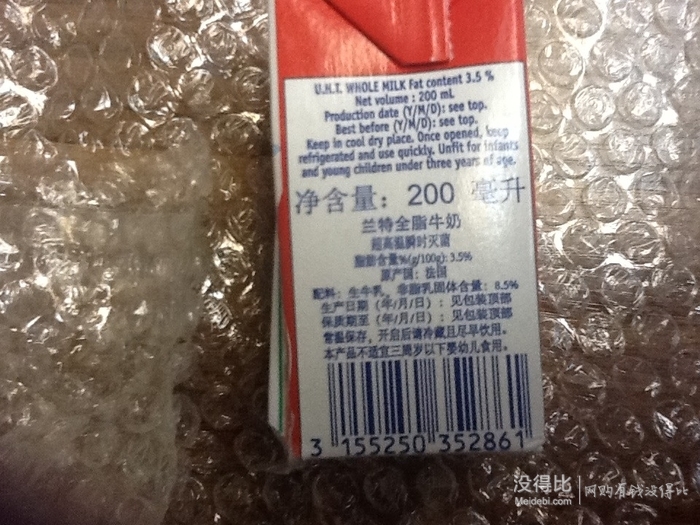 U.H.T. WHOLE MILK Fat content 3.5 %
Net volume : 200 mL
Production date (Y/M/D): see top.
Best before (Y/M/D): see top.
Keep in cool dry place. Once opened, keep
refrigerated and use quickly. Unfit for infants
and young children under three years of age.
净含量: 200 毫升
兰特全脂牛奶
超高温瞬时灭菌
脂肪含量%(g/100g): 3.5%
原产国: 法国
配料: 生牛乳, 非脂乳固体含量: 8.5%
生产日期 (年/月/日) : 见包装顶部
保质期至 (年/月/日) : 见包装顶部
常温保存, 开启后请冷藏且尽早饮用。
本产品不适宜三周岁以下婴幼儿食用。
3 155250 352861
没得比 网购有钱没得比
Meidebi.com